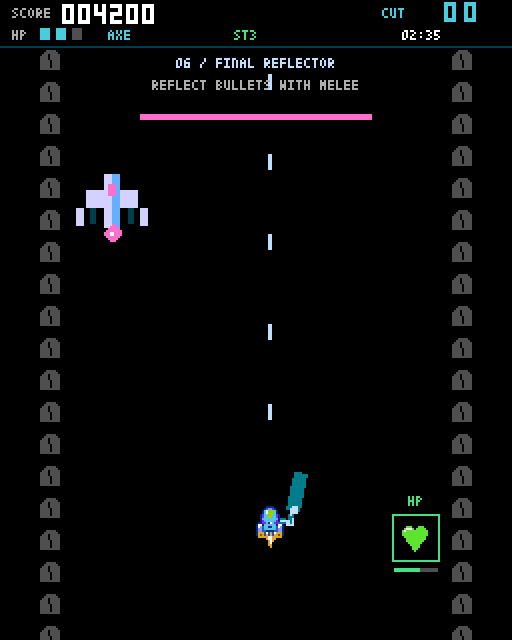 SCORE 004200 CUT 00
HP AXE ST3 02:35
06 / FINAL REFLECTOR
REFLECT BULLETS WITH MELEE
HP